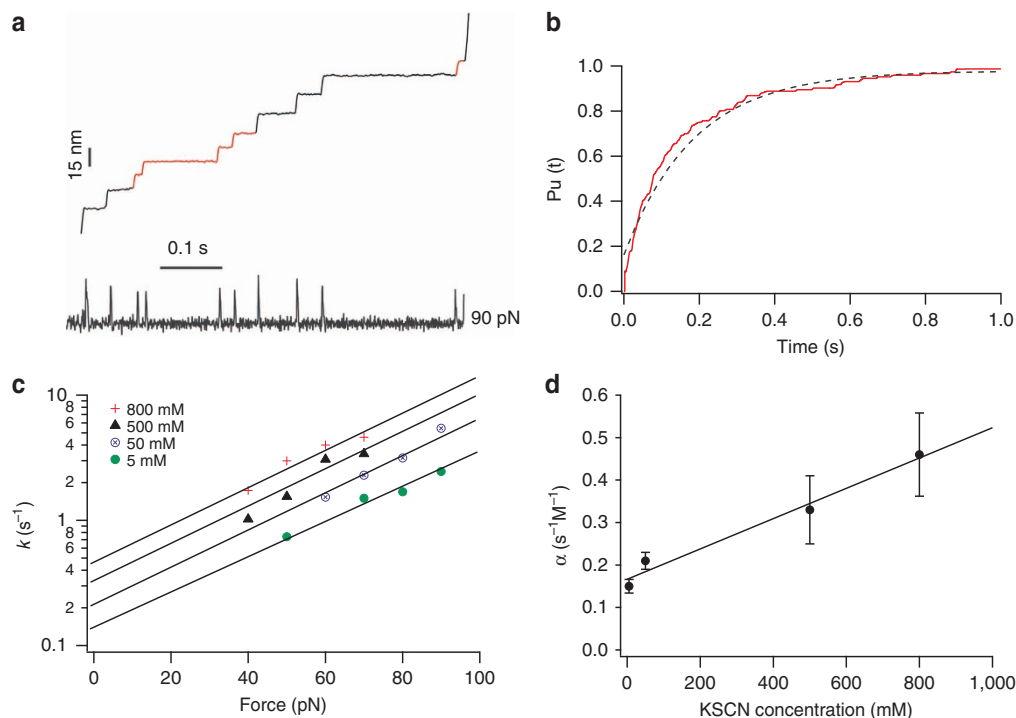 a
15 nm
0.1 s
90 pN
b
Pu (t)
1.0
0.8
0.6
0.4
0.2
0.0
0.0 0.2 0.4 0.6 0.8 1.0
Time (s)
c
k (s⁻¹)
10
8
6
4
2
1
8
6
4
2
0.1
+ 800 mM
▲ 500 mM
⊗ 50 mM
● 5 mM
0 20 40 60 80 100
Force (pN)
d
α (s⁻¹M⁻¹)
0.6
0.5
0.4
0.3
0.2
0.1
0.0
0 200 400 600 800 1,000
KSCN concentration (mM)